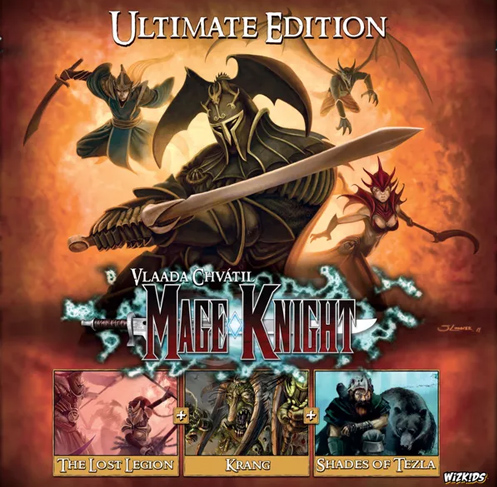 ULTIMATE EDITION
VLAADA CHVÁTIL
MAGE KNIGHT
+
+
THE LOST LEGION
KRANG
SHADES OF TEZLA
WIZKIDS